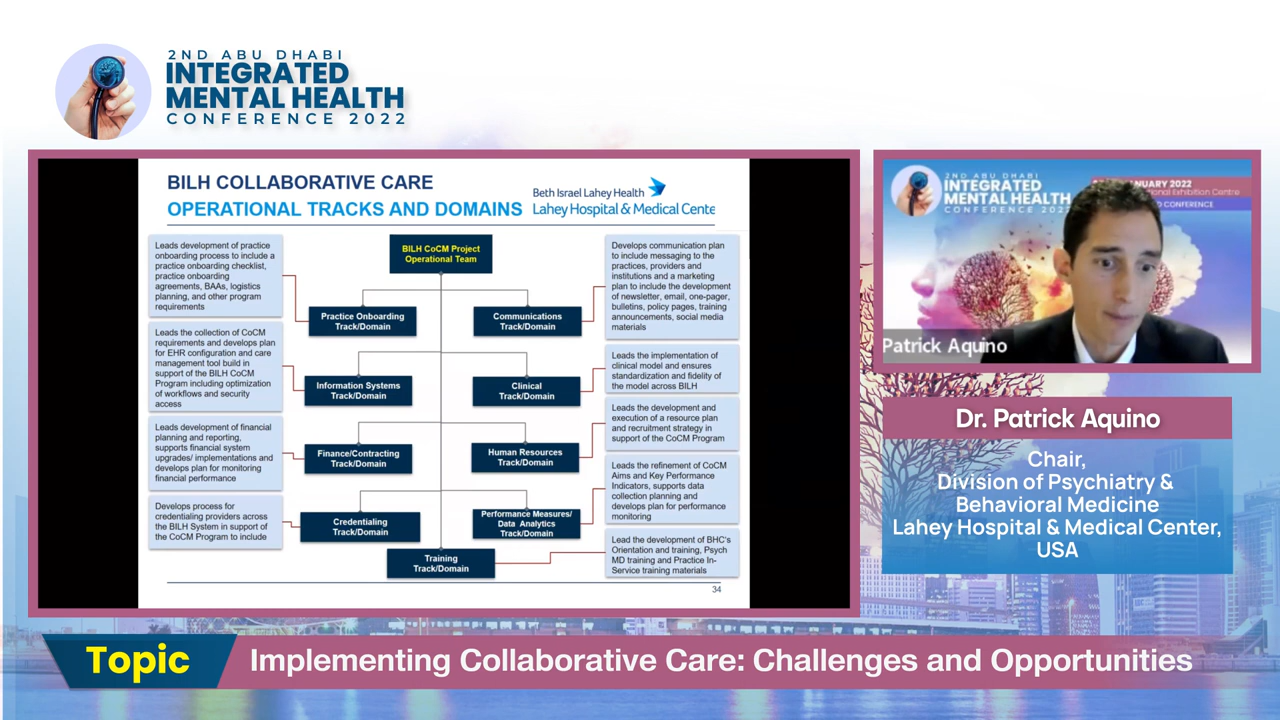 2ND ABU DHABI
INTEGRATED
MENTAL HEALTH
CONFERENCE 2022
BILH COLLABORATIVE CARE
OPERATIONAL TRACKS AND DOMAINS
Beth Israel Lahey Health
Lahey Hospital & Medical Cente
Leads development of practice
onboarding process to include a
practice onboarding checklist,
practice onboarding
agreements, BAAs, logistics
planning, and other program
requirements
Leads the collection of CoCM
requirements and develops plan
for EHR configuration and care
management tool build in
support of the BILH CoCM
Program including optimization
of workflows and security
access
Leads development of financial
planning and reporting,
supports financial system
upgrades/ implementations and
develops plan for monitoring
financial performance
Develops process for
credentialing providers across
the BILH System in support of
the CoCM Program to include
BILH CoCM Project
Operational Team
Practice Onboarding
Track/Domain
Communications
Track/Domain
Information Systems
Track/Domain
Clinical
Track/Domain
Finance/Contracting
Track/Domain
Human Resources
Track/Domain
Credentialing
Track/Domain
Performance Measures/
Data Analytics
Track/Domain
Training
Track/Domain
Develops communication plan
to include messaging to the
practices, providers and
institutions and a marketing
plan to include the development
of newsletter, email, one-pager,
bulletins, policy pages, training
announcements, social media
materials
Leads the implementation of
clinical model and ensures
standardization and fidelity of
the model across BILH
Leads the development and
execution of a resource plan
and recruitment strategy in
support of the CoCM Program
Leads the refinement of CoCM
Aims and Key Performance
Indicators, supports data
collection planning and
develops plan for performance
monitoring
Lead the development of BHC's
Orientation and training, Psych
MD training and Practice In-
Service training materials
34
2ND ABU DHABI
INTEGRATED
MENTAL HEALTH
CONFERENCE 2022
ANUARY 2022
ional Exhibition Centre
D CONFERENCE
Patrick Aquino
Dr. Patrick Aquino
Chair,
Division of Psychiatry &
Behavioral Medicine
Lahey Hospital & Medical Center,
USA
Topic
Implementing Collaborative Care: Challenges and Opportunities